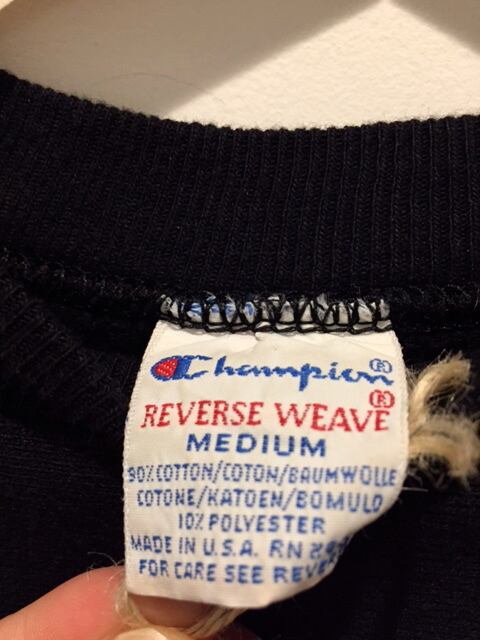 Champion®
REVERSE WEAVE®
MEDIUM
90% COTTON/COTON/BAUMWOLLE
COTONE/KATOEN/BOMULD
10% POLYESTER
MADE IN U.S.A. RN
FOR CARE SEE